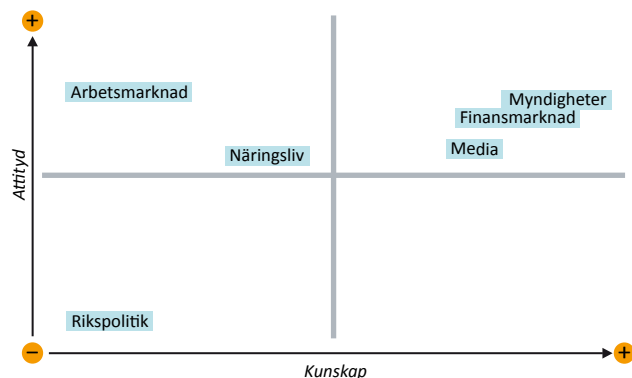 +
Arbetsmarknad
Myndigheter
Finansmarknad
Media
Näringsliv
Attityd
Rikspolitik
−
+
Kunskap